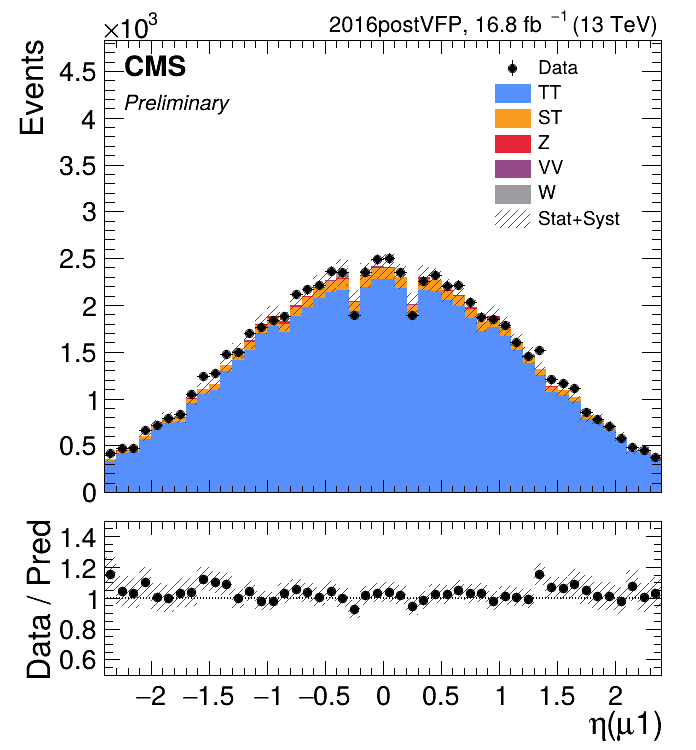 ×10³
2016postVFP, 16.8 fb ⁻¹ (13 TeV)
CMS
Preliminary
Data
TT
ST
Z
VV
W
Stat+Syst
Events
4.5
4
3.5
3
2.5
2
1.5
1
0.5
0
Data / Pred
1.4
1.2
1
0.8
0.6
−2 −1.5 −1 −0.5 0 0.5 1 1.5 2
η(μ1)